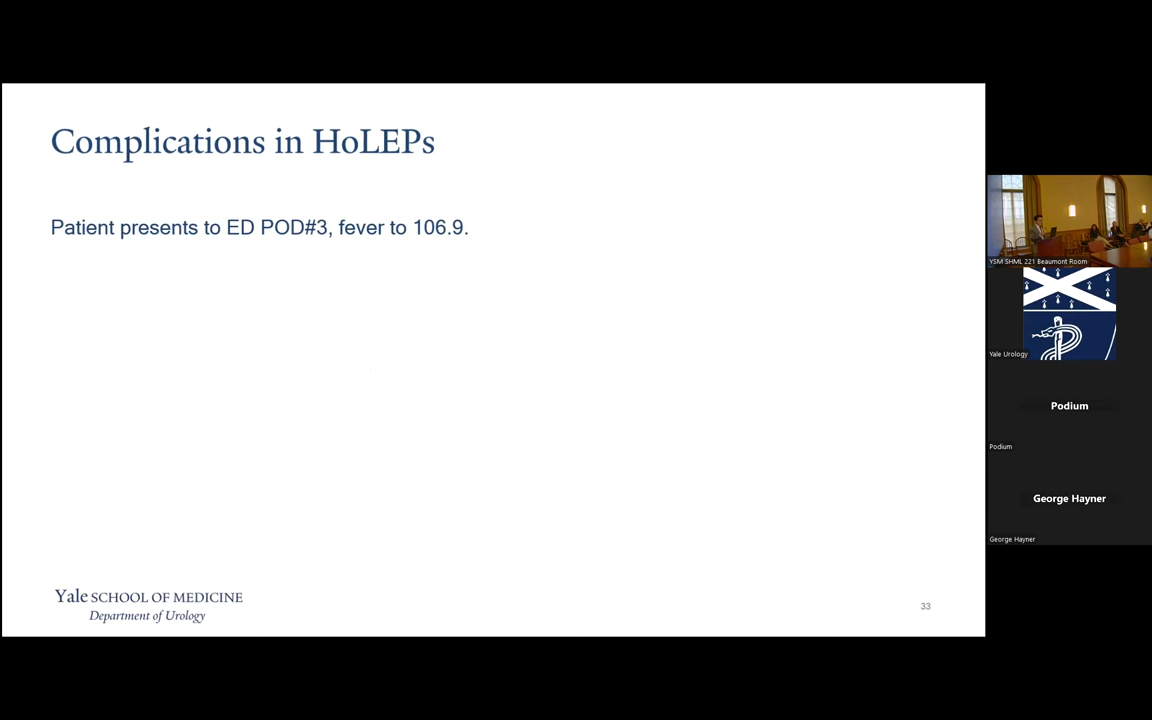 Complications in HoLEPs
Patient presents to ED POD#3, fever to 106.9.
Yale SCHOOL OF MEDICINE
Department of Urology
33
YSM SHML 221 Beaumont Room
Yale Urology
Podium
Podium
George Hayner
George Hayner